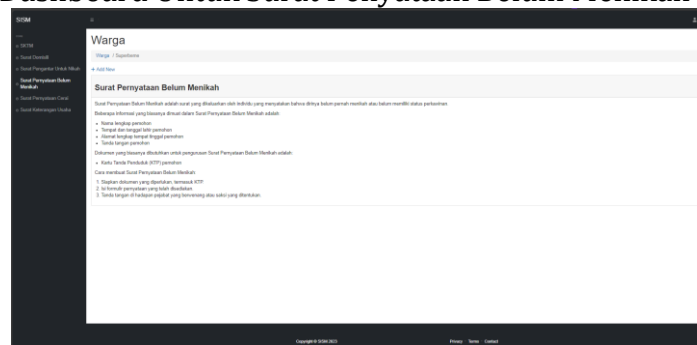 Dashboard Untuk Surat Penyataan Belum Menikah
SISM
SISTM
Surat Domisili
Surat Pengantar Untuk Nikah
Surat Pernyataan Belum Menikah
Surat Pernyataan Cerai
Surat Keterangan Usaha
Warga
Warga / Superhome
+ Add New
Surat Pernyataan Belum Menikah
Surat Pernyataan Belum Menikah adalah surat yang dikeluarkan oleh individu yang menyatakan bahwa dirinya belum pernah menikah atau belum memiliki status perkawinan.
Beberapa informasi yang biasanya dimuat dalam Surat Pernyataan Belum Menikah adalah:
Nama lengkap pemohon
Tempat dan tanggal lahir pemohon
Alamat lengkap tempat tinggal pemohon
Tanda tangan pemohon
Dokumen yang biasanya dibutuhkan untuk pengurusan Surat Pernyataan Belum Menikah adalah:
Kartu Tanda Penduduk (KTP) pemohon
Cara membuat Surat Pernyataan Belum Menikah:
1. Siapkan dokumen yang diperlukan, termasuk KTP.
2. Isi formulir pernyataan yang telah disediakan.
3. Tanda tangan di hadapan pejabat yang berwenang atau saksi yang ditentukan.
Copyright © SISM 2023
Privacy Terms Contact